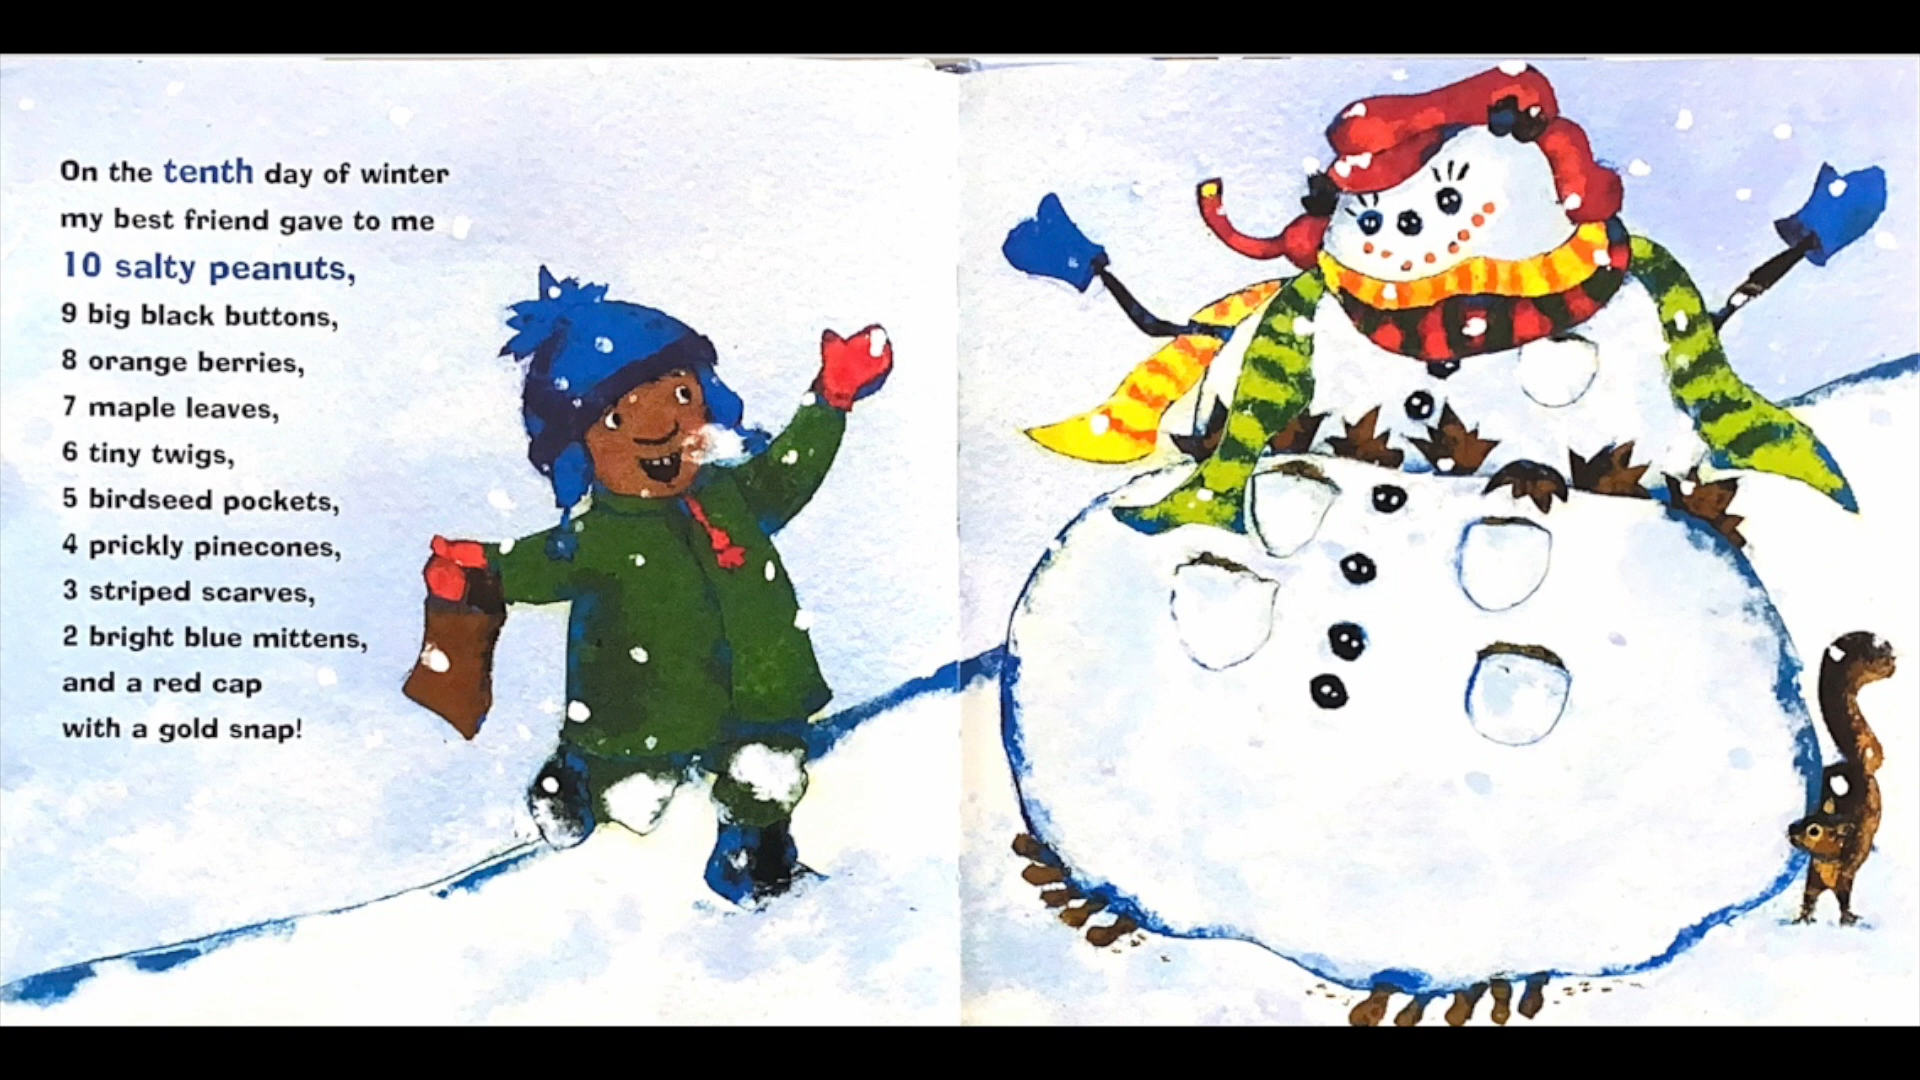 On the tenth day of winter
my best friend gave to me
10 salty peanuts,
9 big black buttons,
8 orange berries,
7 maple leaves,
6 tiny twigs,
5 birdseed pockets,
4 prickly pinecones,
3 striped scarves,
2 bright blue mittens,
and a red cap
with a gold snap!